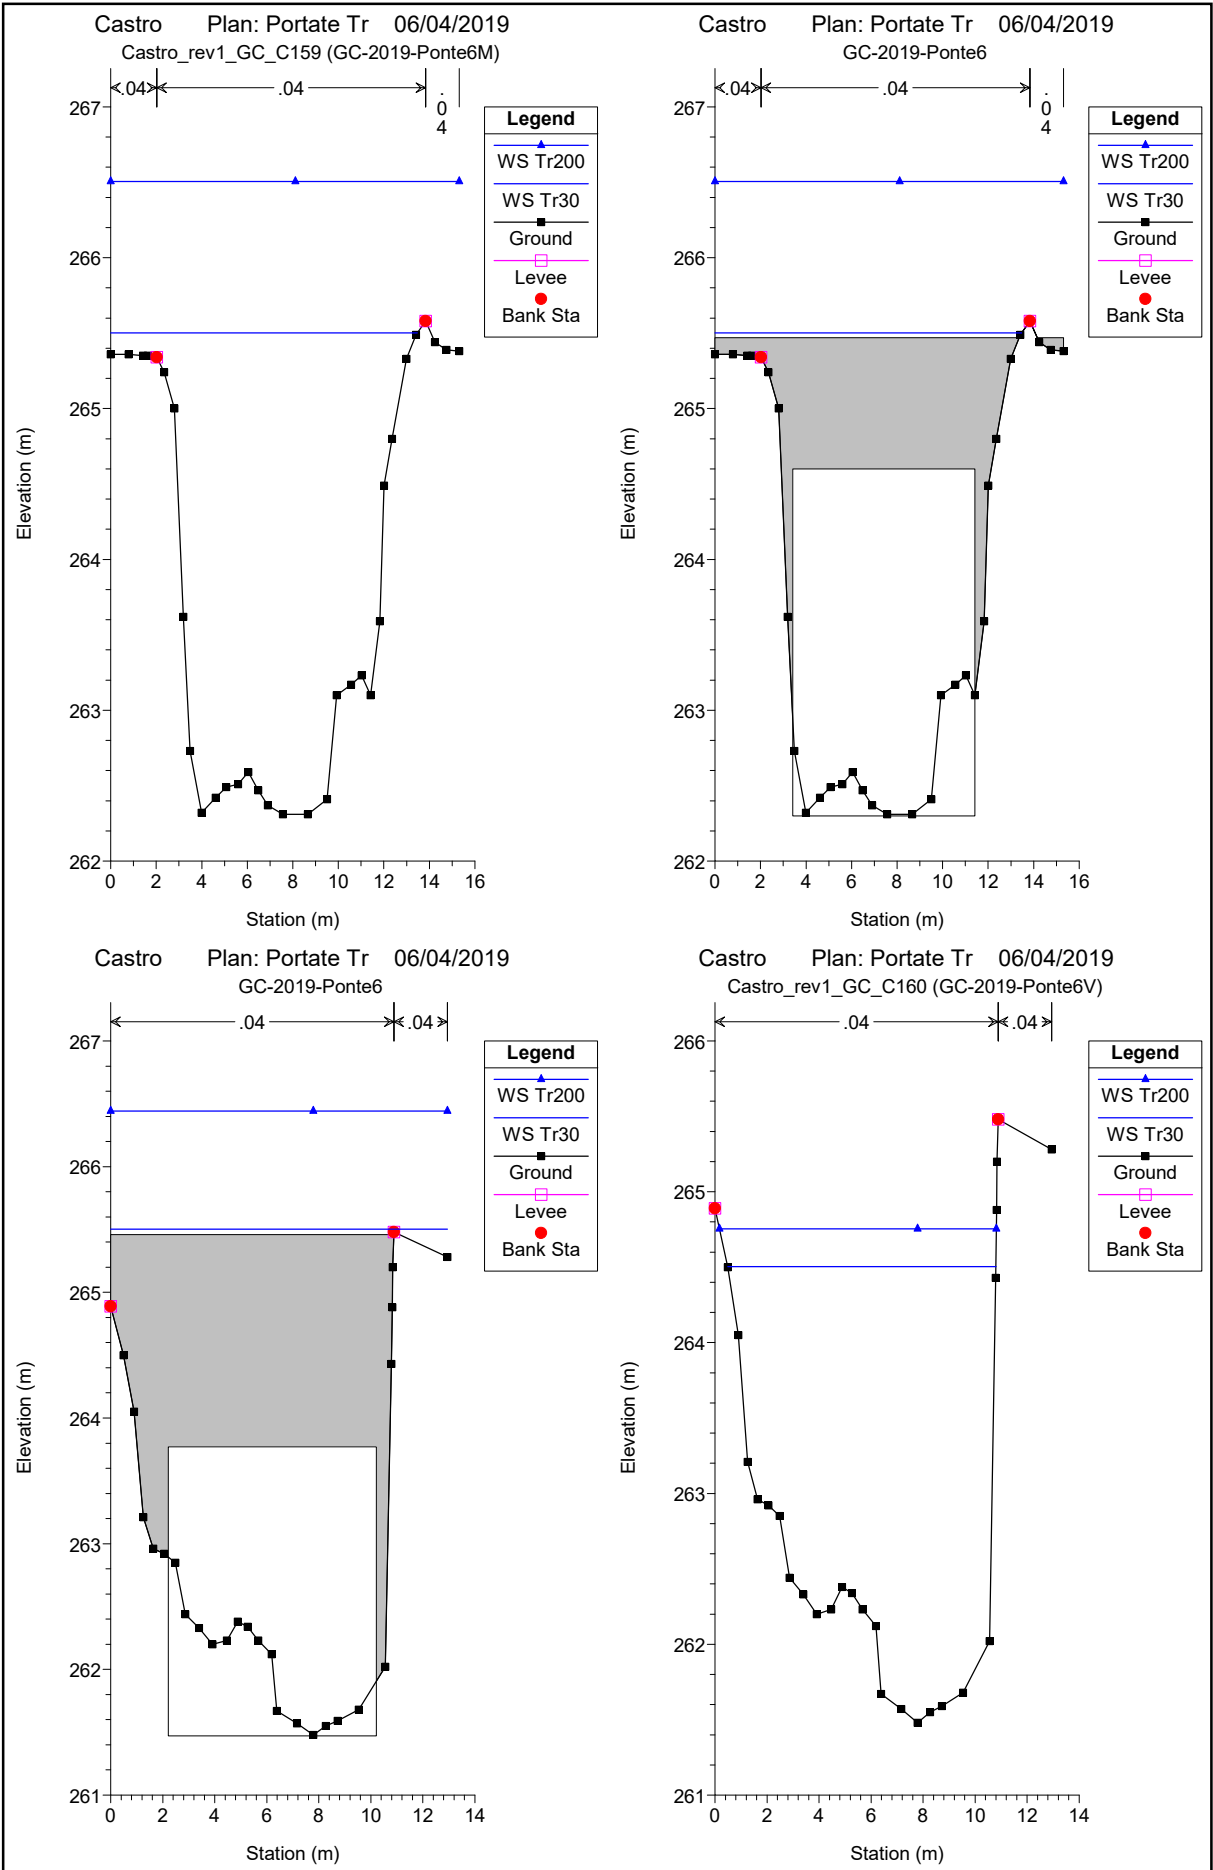 Castro Plan: Portate Tr 06/04/2019
Castro_rev1_GC_C159 (GC-2019-Ponte6M)
.04 .04 .04
267
266
265
264
263
262
0 2 4 6 8 10 12 14 16
Elevation (m)
Station (m)
Legend
WS Tr200
WS Tr30
Ground
Levee
Bank Sta
Castro Plan: Portate Tr 06/04/2019
GC-2019-Ponte6
.04 .04 .04
267
266
265
264
263
262
0 2 4 6 8 10 12 14 16
Elevation (m)
Station (m)
Legend
WS Tr200
WS Tr30
Ground
Levee
Bank Sta
Castro Plan: Portate Tr 06/04/2019
GC-2019-Ponte6
.04 .04
267
266
265
264
263
262
261
0 2 4 6 8 10 12 14
Elevation (m)
Station (m)
Legend
WS Tr200
WS Tr30
Ground
Levee
Bank Sta
Castro Plan: Portate Tr 06/04/2019
Castro_rev1_GC_C160 (GC-2019-Ponte6V)
.04 .04
266
265
264
263
262
261
0 2 4 6 8 10 12 14
Elevation (m)
Station (m)
Legend
WS Tr200
WS Tr30
Ground
Levee
Bank Sta